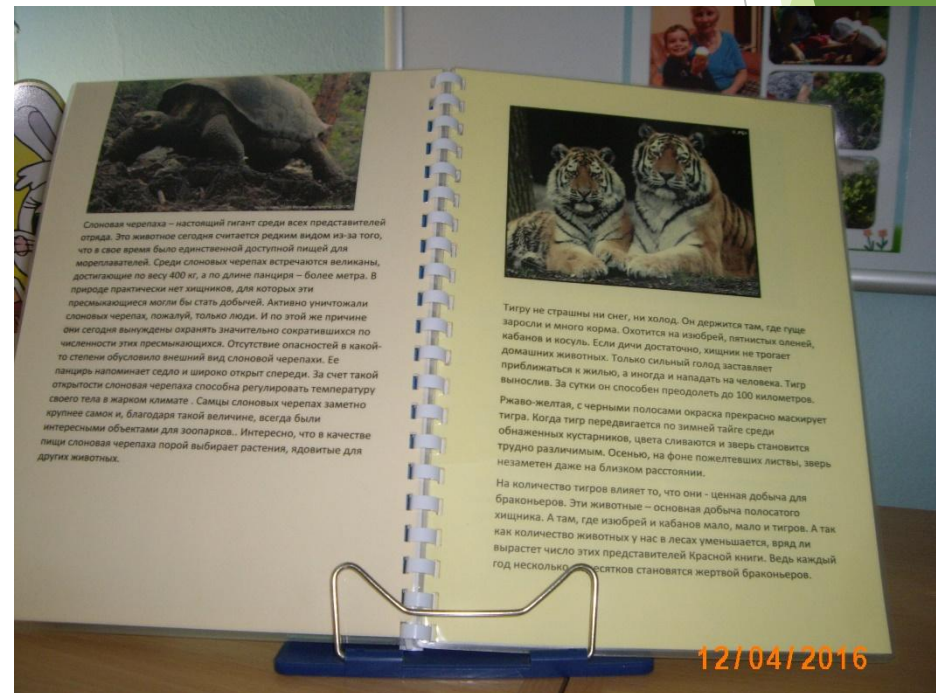 Слоновая черепаха – настоящий гигант среди всех представителей
отряда. Это животное сегодня считается редким видом из-за того,
что в свое время было единственной доступной пищей для
мореплавателей. Среди слоновых черепах встречаются великаны,
достигающие по весу 400 кг, а по длине панциря – более метра. В
природе практически нет хищников, для которых эти
пресмыкающиеся могли бы стать добычей. Активно уничтожали
слоновых черепах, пожалуй, только люди. И по этой же причине
они сегодня вынуждены охранять значительно сократившихся по
численности этих пресмыкающихся. Отсутствие опасностей в какой-
то степени обусловило внешний вид слоновой черепахи. Ее
панцирь напоминает седло и широко открыт спереди. За счет такой
открытости слоновая черепаха способна регулировать температуру
своего тела в жарком климате . Самцы слоновых черепах заметно
крупнее самок и, благодаря такой величине, всегда были
интересными объектами для зоопарков.. Интересно, что в качестве
пищи слоновая черепаха порой выбирает растения, ядовитые для
других животных.
Тигру не страшны ни снег, ни холод. Он держится там, где гуще
заросли и много корма. Охотится на изюбрей, пятнистых оленей,
кабанов и косуль. Если дичи достаточно, хищник не трогает
домашних животных. Только сильный голод заставляет
приближаться к жилью, а иногда и нападать на человека. Тигр
вынослив. За сутки он способен преодолеть до 100 километров.
Ржаво-желтая, с черными полосами окраска прекрасно маскирует
тигра. Когда тигр передвигается по зимней тайге среди
обнаженных кустарников, цвета сливаются и зверь становится
трудно различимым. Осенью, на фоне пожелтевших листвы, зверь
незаметен даже на близком расстоянии.
На количество тигров влияет то, что они - ценная добыча для
браконьеров. Эти животные – основная добыча полосатого
хищника. А там, где изюбрей и кабанов мало, мало и тигров. А так
как количество животных у нас в лесах уменьшается, вряд ли
вырастет число этих представителей Красной книги. Ведь каждый
год несколько десятков становятся жертвой браконьеров.
12/04/2016